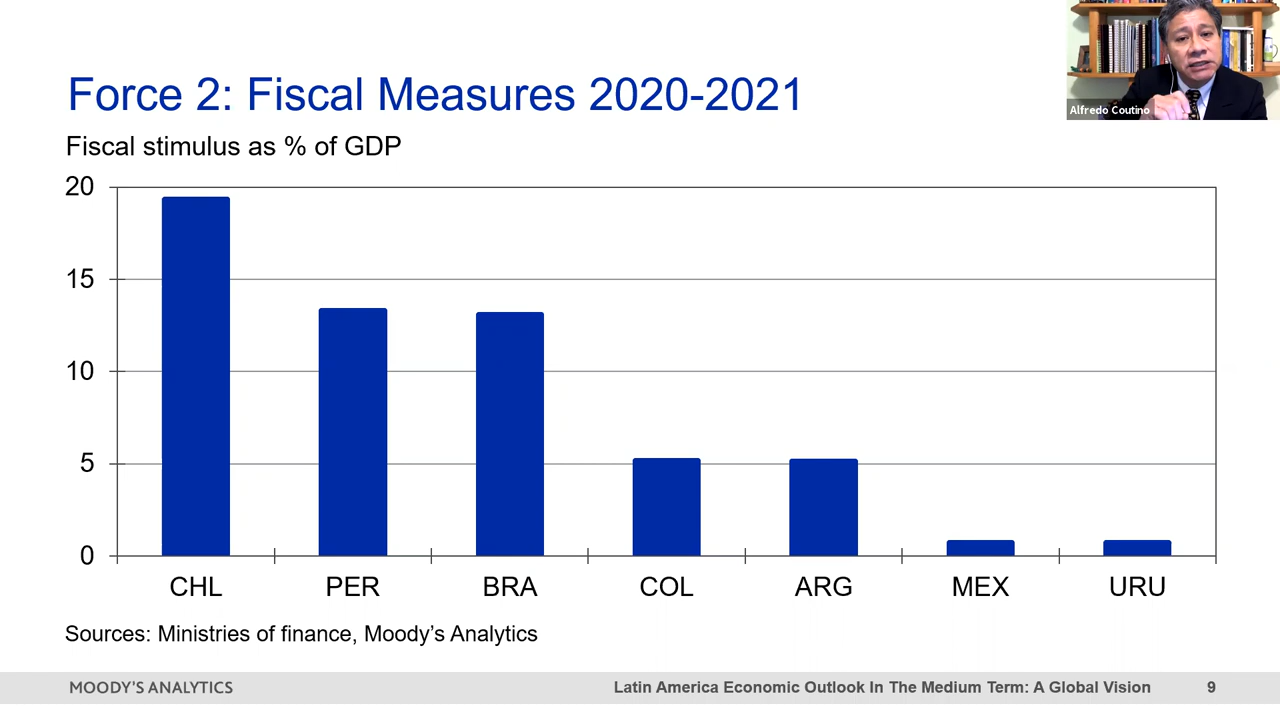 Force 2: Fiscal Measures 2020-2021
Fiscal stimulus as % of GDP
Alfredo Coutino
20
15
10
5
0
CHL PER BRA COL ARG MEX URU
Sources: Ministries of finance, Moody’s Analytics
MOODY'S ANALYTICS Latin America Economic Outlook In The Medium Term: A Global Vision 9